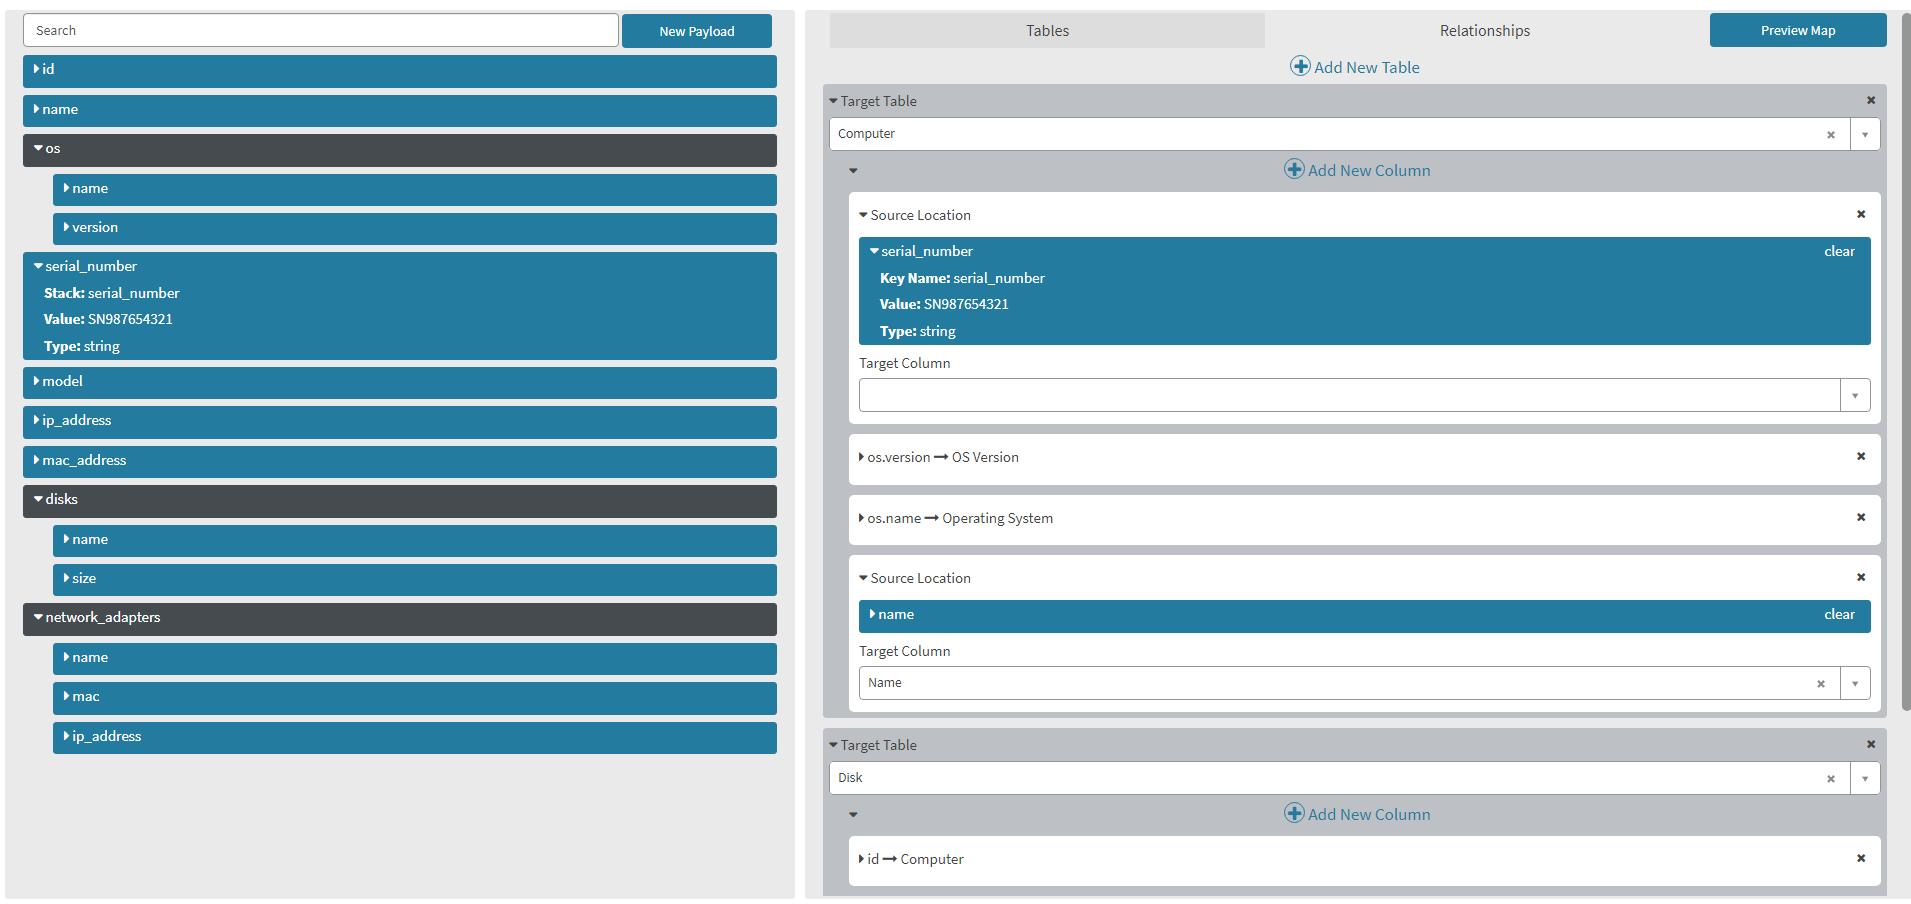 Search
New Payload
id
name
os
name
version
serial_number
Stack: serial_number
Value: SN987654321
Type: string
model
ip_address
mac_address
disks
name
size
network_adapters
name
mac
ip_address
Tables
Relationships
Preview Map
Add New Table
Target Table
Computer
Add New Column
Source Location
serial_number
clear
Key Name: serial_number
Value: SN987654321
Type: string
Target Column
os.version → OS Version
os.name → Operating System
Source Location
name
clear
Target Column
Name
Target Table
Disk
Add New Column
id → Computer